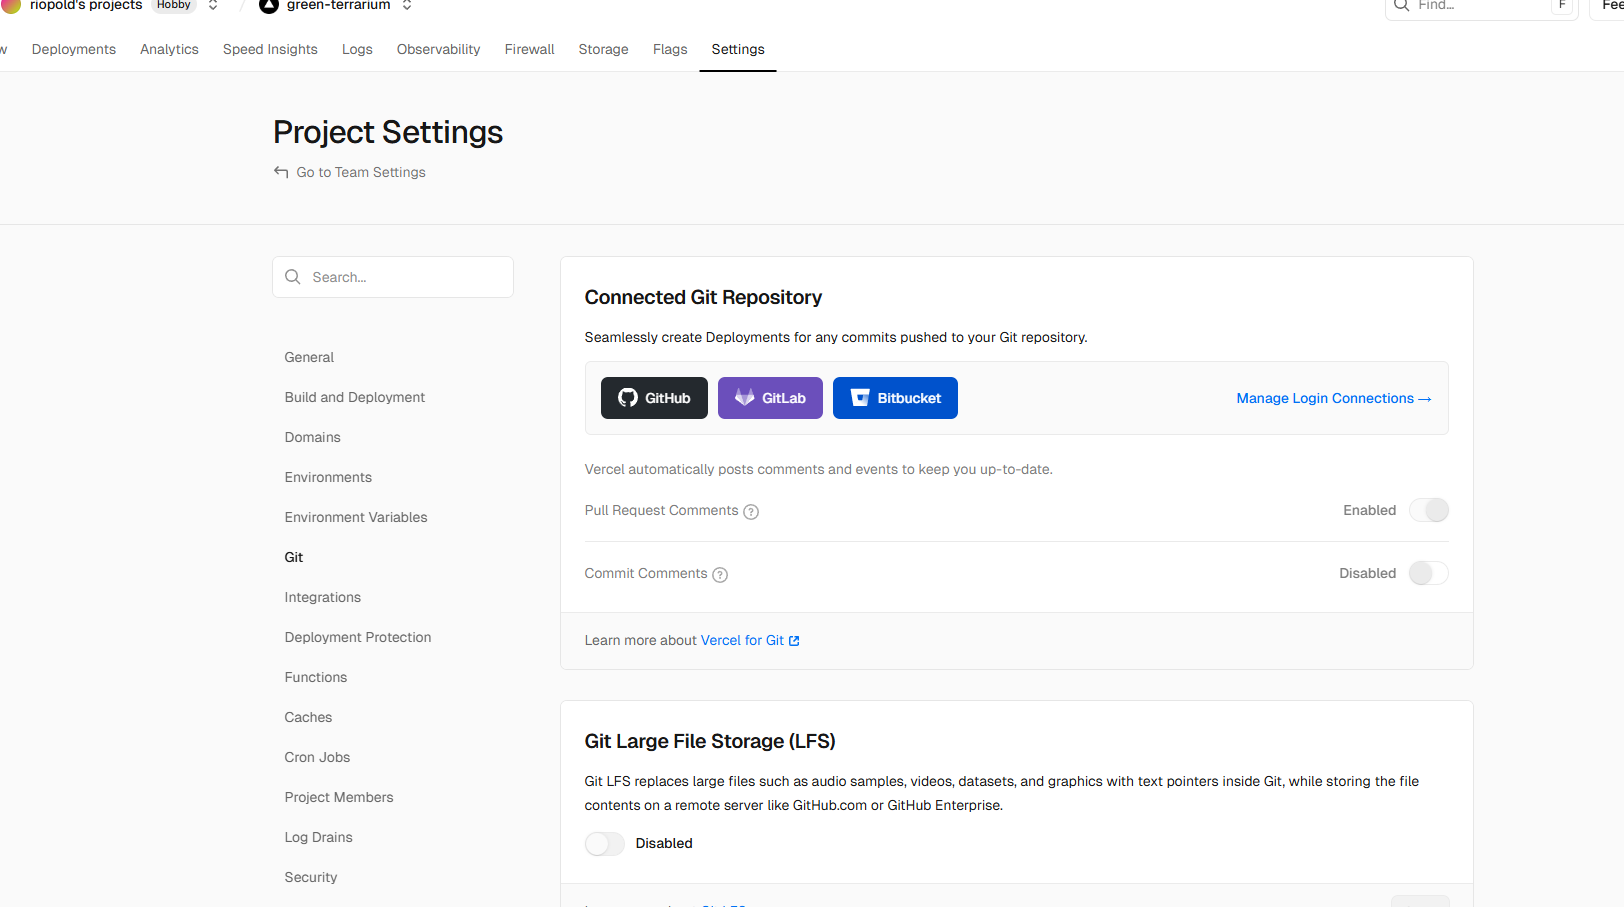 riopold's projects Hobby / green-terrarium Find... F Fee
w Deployments Analytics Speed Insights Logs Observability Firewall Storage Flags Settings
Project Settings
Go to Team Settings
Search...
General
Build and Deployment
Domains
Environments
Environment Variables
Git
Integrations
Deployment Protection
Functions
Caches
Cron Jobs
Project Members
Log Drains
Security
Connected Git Repository
Seamlessly create Deployments for any commits pushed to your Git repository.
GitHub GitLab Bitbucket Manage Login Connections →
Vercel automatically posts comments and events to keep you up-to-date.
Pull Request Comments ? Enabled
Commit Comments ? Disabled
Learn more about Vercel for Git
Git Large File Storage (LFS)
Git LFS replaces large files such as audio samples, videos, datasets, and graphics with text pointers inside Git, while storing the file
contents on a remote server like GitHub.com or GitHub Enterprise.
Disabled